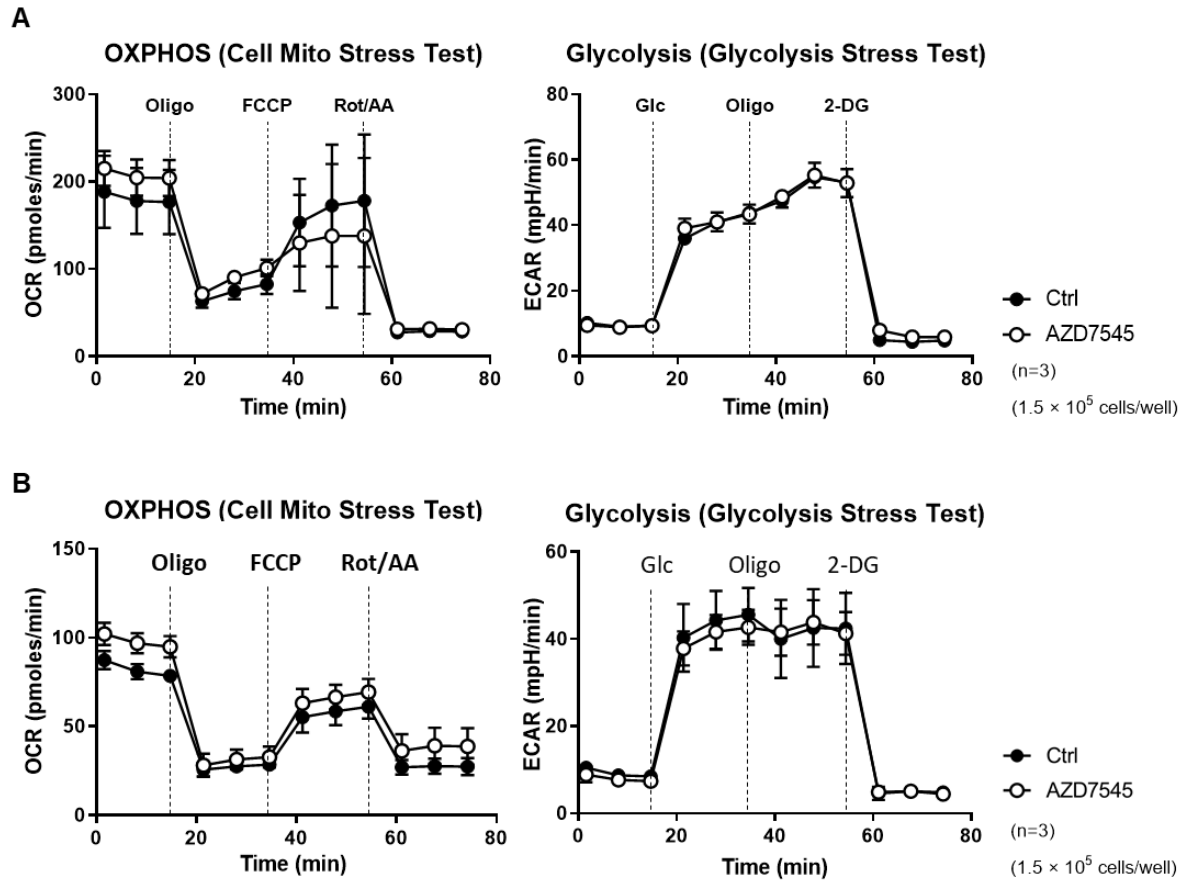 A
OXPHOS (Cell Mito Stress Test)
Glycolysis (Glycolysis Stress Test)
300
200
100
0
OCR (pmoles/min)
Oligo
FCCP
Rot/AA
0
20
40
60
80
Time (min)
80
60
40
20
0
ECAR (mpH/min)
Glc
Oligo
2-DG
0
20
40
60
80
Time (min)
Ctrl
AZD7545
(n=3)
(1.5 × 10⁵ cells/well)
B
OXPHOS (Cell Mito Stress Test)
Glycolysis (Glycolysis Stress Test)
150
100
50
0
OCR (pmoles/min)
Oligo
FCCP
Rot/AA
0
20
40
60
80
Time (min)
60
40
20
0
ECAR (mpH/min)
Glc
Oligo
2-DG
0
20
40
60
80
Time (min)
Ctrl
AZD7545
(n=3)
(1.5 × 10⁵ cells/well)